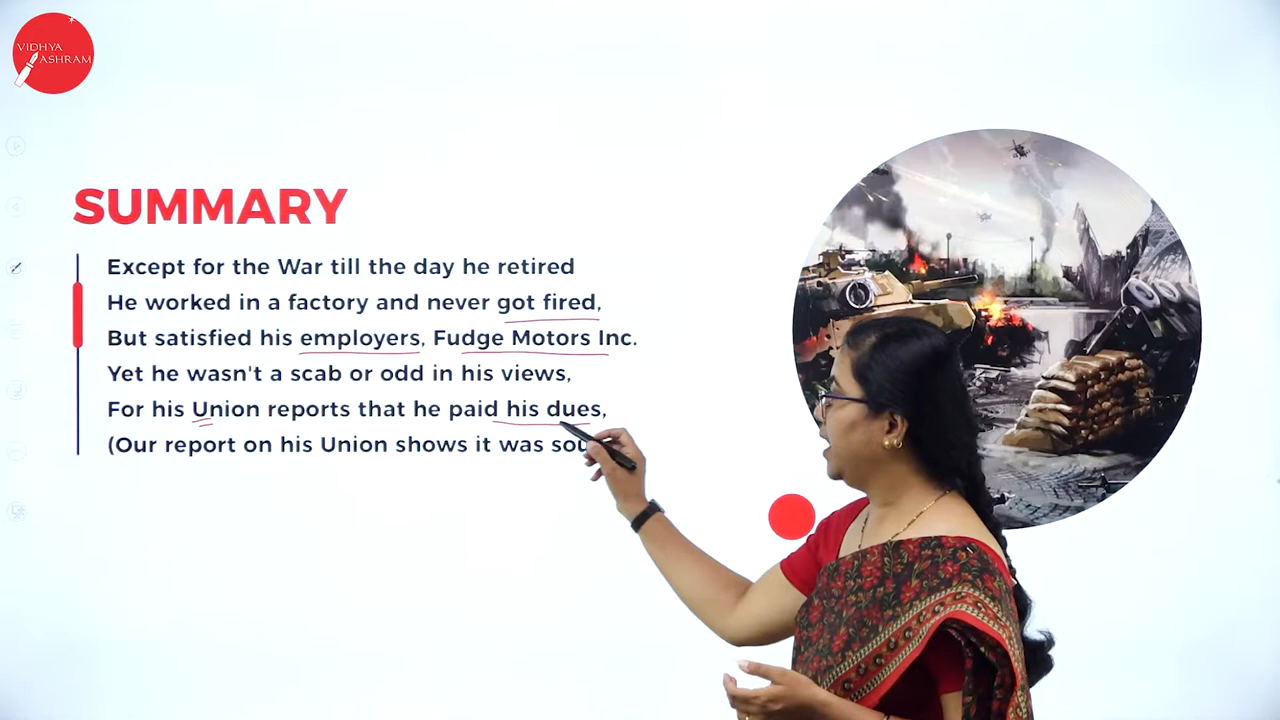 VIDHYA
ASHRAM
SUMMARY
Except for the War till the day he retired
He worked in a factory and never got fired,
But satisfied his employers, Fudge Motors Inc.
Yet he wasn't a scab or odd in his views,
For his Union reports that he paid his dues,
(Our report on his Union shows it was